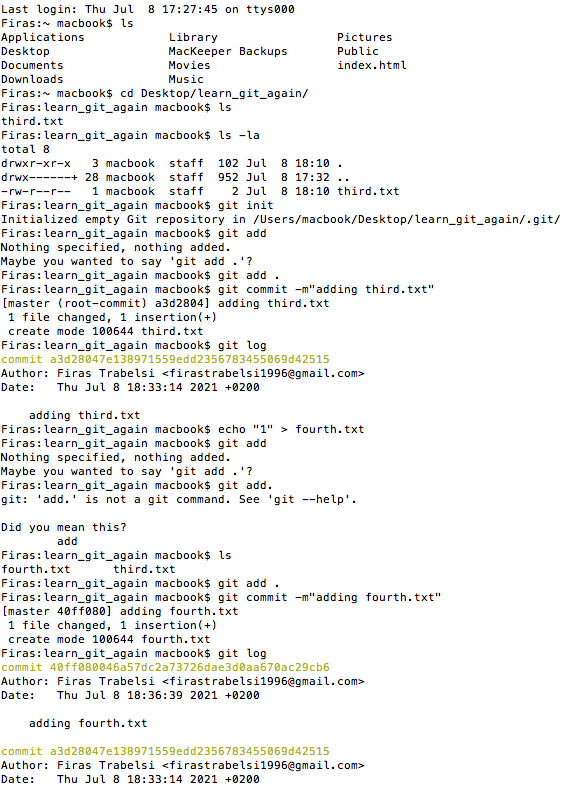 Last login: Thu Jul  8 17:27:45 on ttys000
Firas:~ macbook$ ls
Applications            Library                 Pictures
Desktop                 MacKeeper Backups       Public
Documents               Movies                  index.html
Downloads               Music
Firas:~ macbook$ cd Desktop/learn_git_again/
Firas:learn_git_again macbook$ ls
third.txt
Firas:learn_git_again macbook$ ls -la
total 8
drwxr-xr-x   3 macbook  staff  102 Jul  8 18:10 .
drwx------+ 28 macbook  staff  952 Jul  8 17:32 ..
-rw-r--r--   1 macbook  staff    2 Jul  8 18:10 third.txt
Firas:learn_git_again macbook$ git init
Initialized empty Git repository in /Users/macbook/Desktop/learn_git_again/.git/
Firas:learn_git_again macbook$ git add
Nothing specified, nothing added.
Maybe you wanted to say 'git add .'?
Firas:learn_git_again macbook$ git add .
Firas:learn_git_again macbook$ git commit -m"adding third.txt"
[master (root-commit) a3d2804] adding third.txt
 1 file changed, 1 insertion(+)
 create mode 100644 third.txt
Firas:learn_git_again macbook$ git log
commit a3d28047e138971559edd2356783455069d42515
Author: Firas Trabelsi <firastrabelsi1996@gmail.com>
Date:   Thu Jul 8 18:33:14 2021 +0200

    adding third.txt
Firas:learn_git_again macbook$ echo "1" > fourth.txt
Firas:learn_git_again macbook$ git add
Nothing specified, nothing added.
Maybe you wanted to say 'git add .'?
Firas:learn_git_again macbook$ git add.
git: 'add.' is not a git command. See 'git --help'.

Did you mean this?
        add
Firas:learn_git_again macbook$ ls
fourth.txt      third.txt
Firas:learn_git_again macbook$ git add .
Firas:learn_git_again macbook$ git commit -m"adding fourth.txt"
[master 40ff080] adding fourth.txt
 1 file changed, 1 insertion(+)
 create mode 100644 fourth.txt
Firas:learn_git_again macbook$ git log
commit 40ff080046a57dc2a73726dae3d0aa670ac29cb6
Author: Firas Trabelsi <firastrabelsi1996@gmail.com>
Date:   Thu Jul 8 18:36:39 2021 +0200

    adding fourth.txt

commit a3d28047e138971559edd2356783455069d42515
Author: Firas Trabelsi <firastrabelsi1996@gmail.com>
Date:   Thu Jul 8 18:33:14 2021 +0200